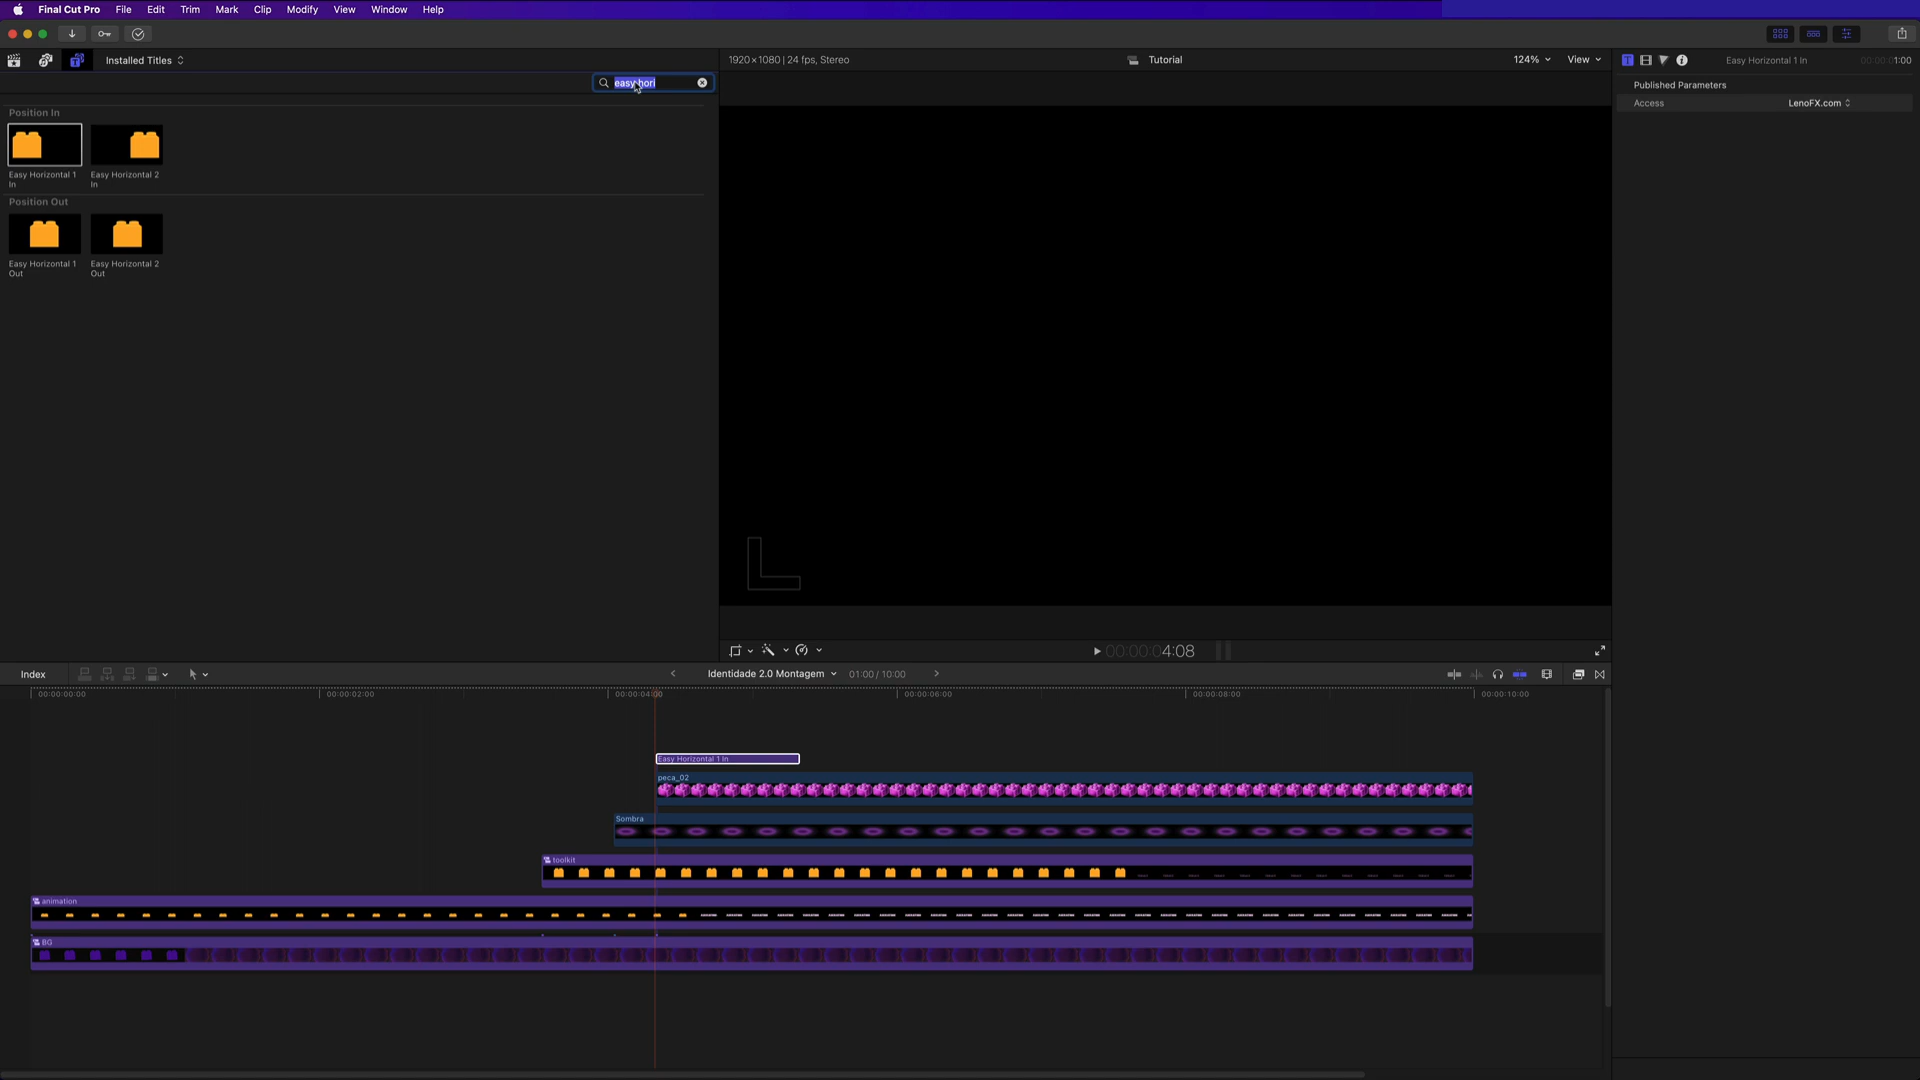 Final Cut Pro File Edit Trim Mark Clip Modify View Window Help
Installed Titles
easy hori
Position In
Easy Horizontal 1 In
Easy Horizontal 2 In
Position Out
Easy Horizontal 1 Out
Easy Horizontal 2 Out
1920×1080 | 24 fps, Stereo
Tutorial
124%
View
Easy Horizontal 1 In
00:00:01:00
Published Parameters
Access LenoFX.com
00:00:00:04:08
Index
Identidade 2.0 Montagem
01:00 / 10:00
00:00:00:00 00:00:02:00 00:00:04:00 00:00:06:00 00:00:08:00 00:00:10:00
Easy Horizontal 1 In
peca_02
Sombra
toolkit
animation
BG